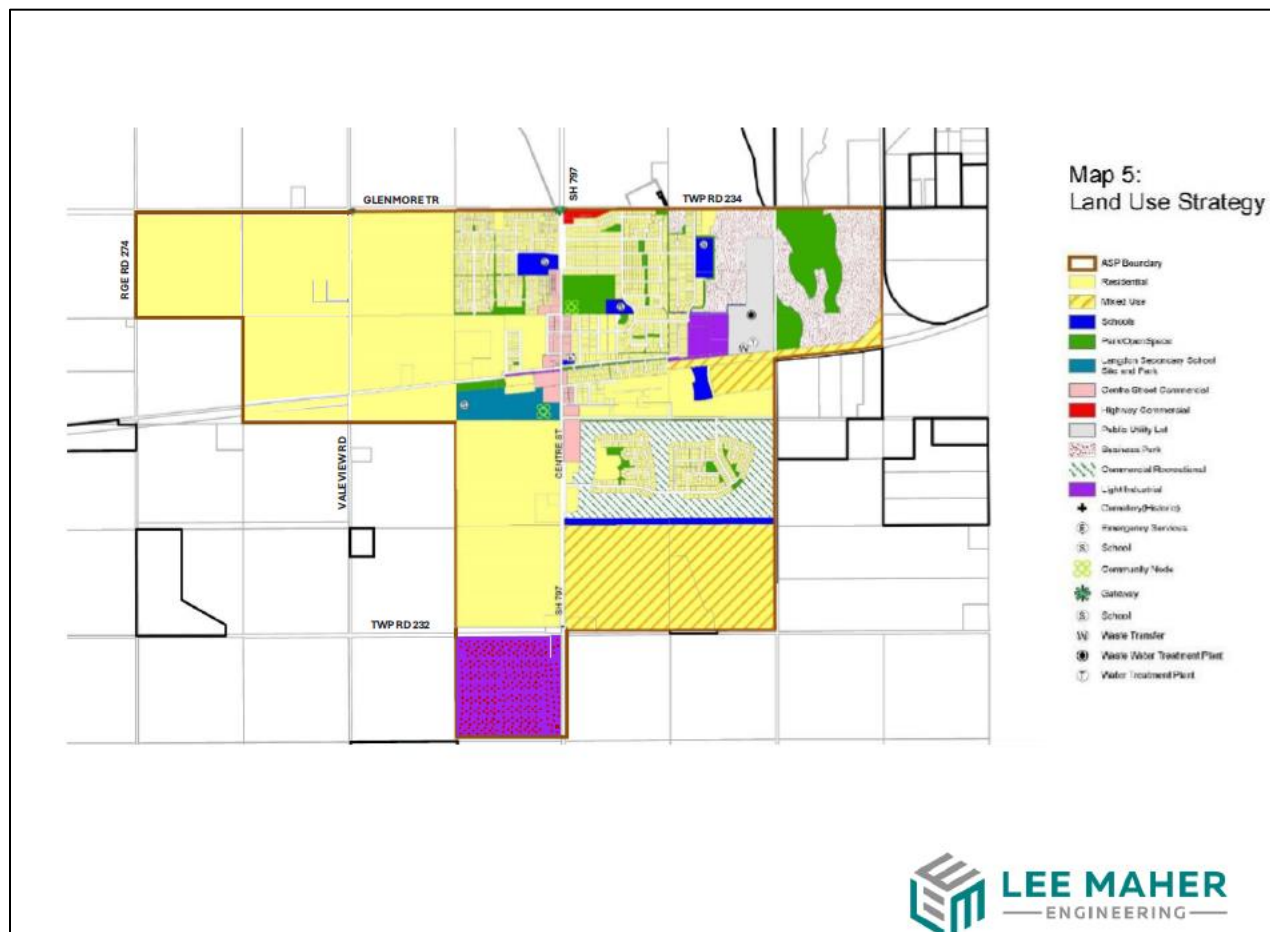 SH 797
GLENMORE TR
TWP RD 234
RGE RD 274
VALEVIEW RD
CENTRE ST
SH 797
TWP RD 232
Map 5:
Land Use Strategy
ASP Boundary
Residential
Mixed Use
Schools
Park/Open Space
Langdon Secondary School
Site and Park
Centre Street Commercial
Highway Commercial
Public Utility Lot
Business Park
Commercial Recreational
Light Industrial
Cemetery(Historic)
E Emergency Services
S School
Community Node
Gateway
S School
W Waste Transfer
Waste Water Treatment Plant
T Water Treatment Plant
LEE MAHER
ENGINEERING